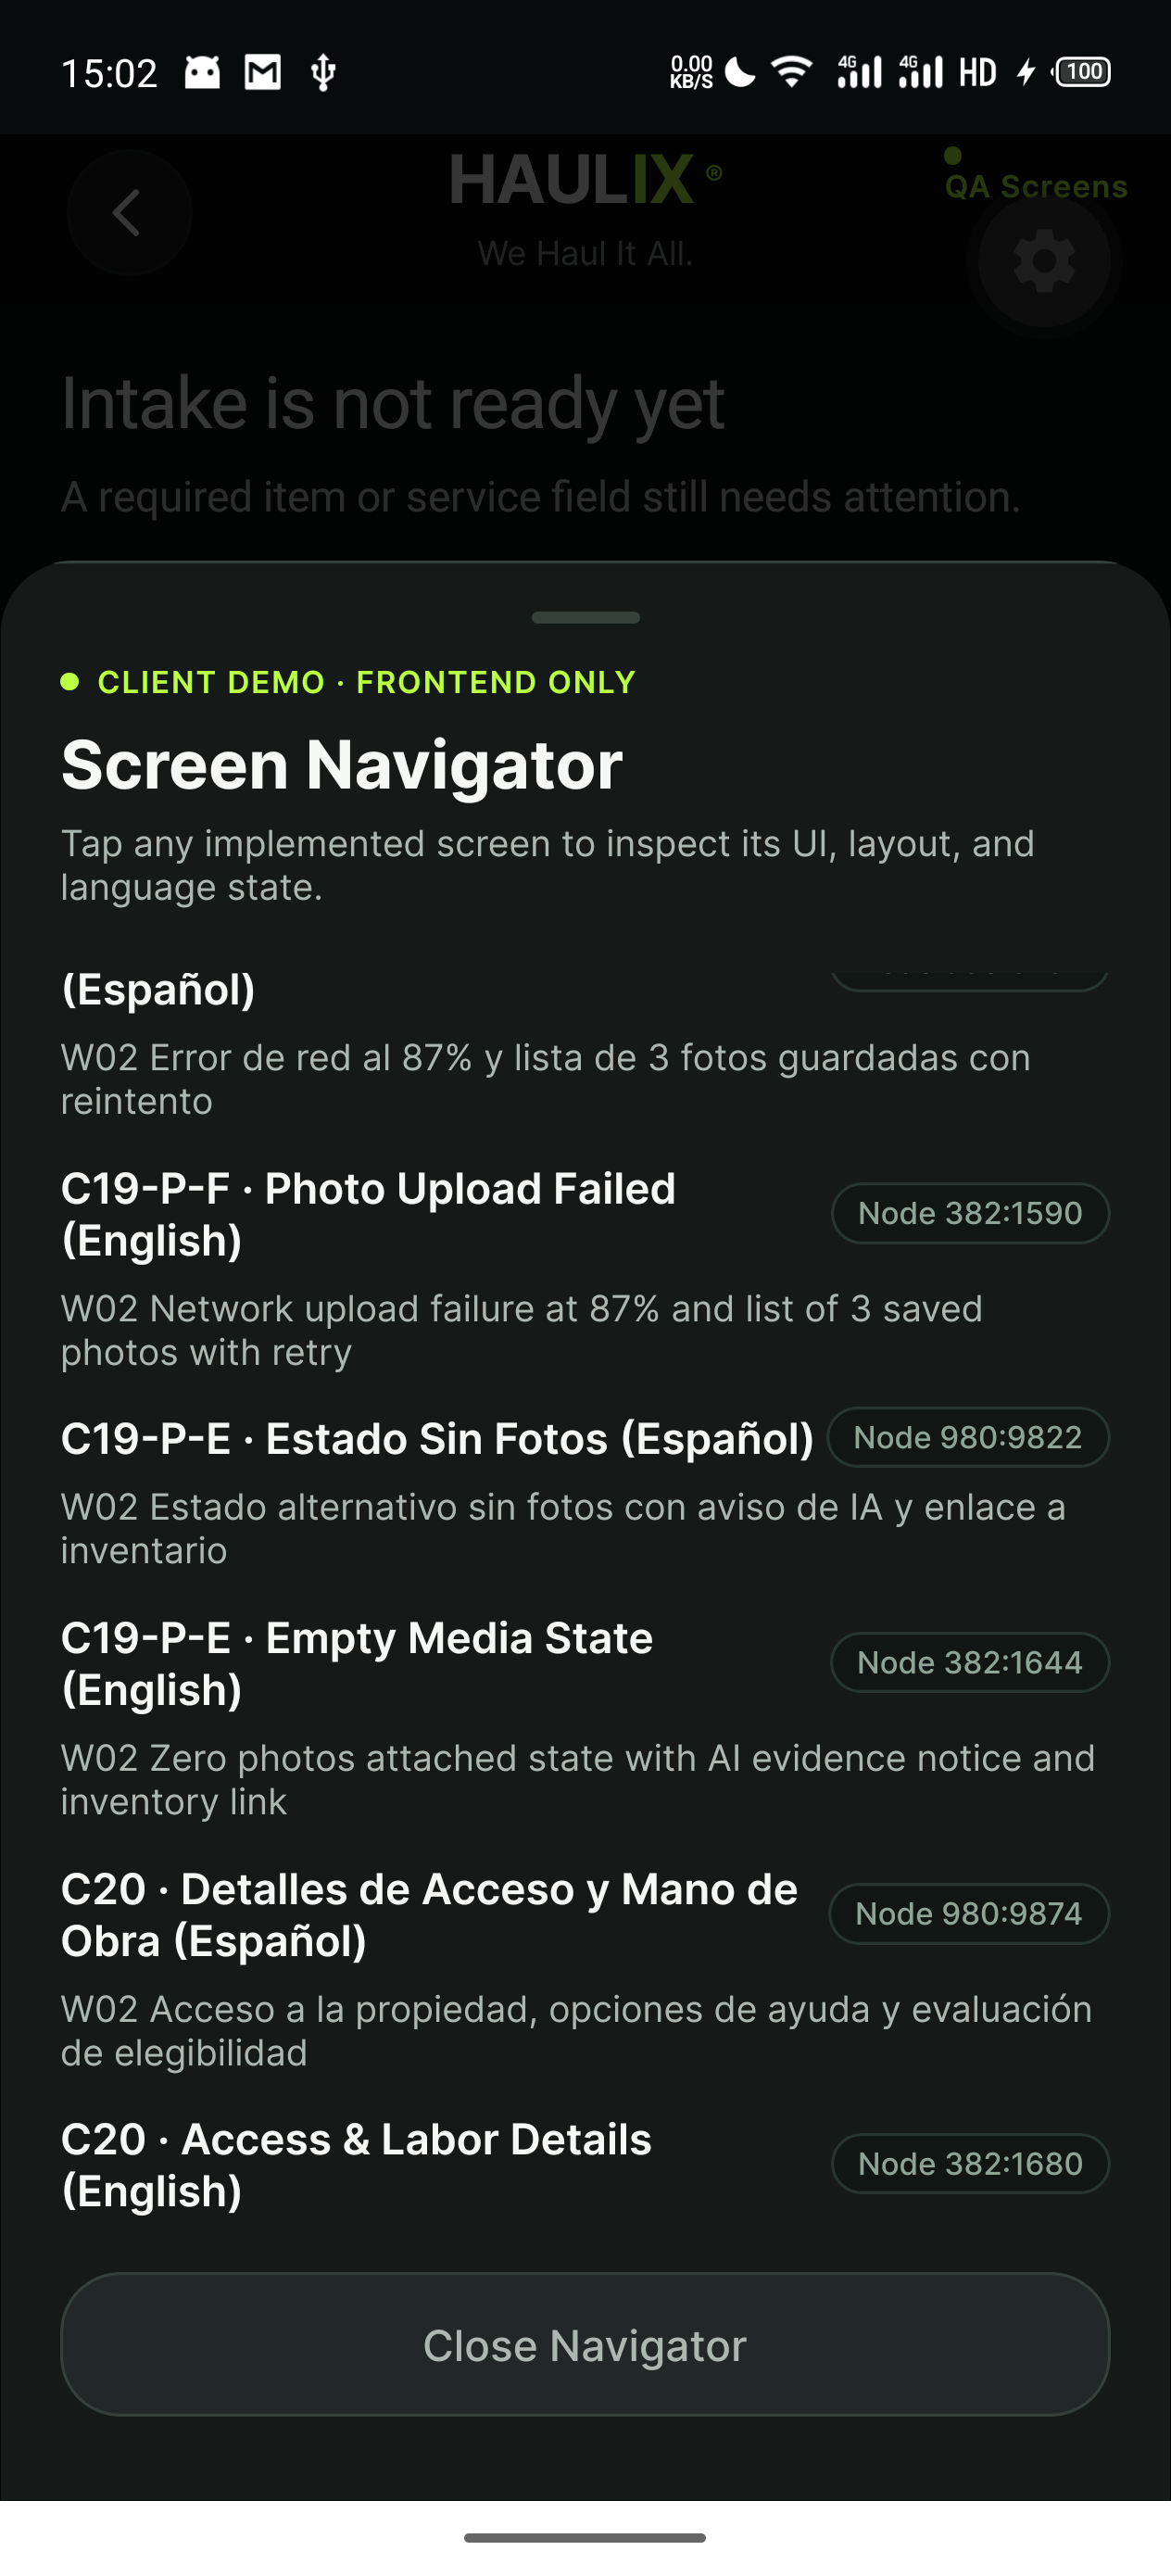 15:02
0.00
KB/S
4G
4G
HD
100
HAULIX®
QA Screens
We Haul It All.
Intake is not ready yet
A required item or service field still needs attention.
CLIENT DEMO · FRONTEND ONLY
Screen Navigator
Tap any implemented screen to inspect its UI, layout, and
language state.
(Español)
W02 Error de red al 87% y lista de 3 fotos guardadas con
reintento
C19-P-F · Photo Upload Failed
(English)
Node 382:1590
W02 Network upload failure at 87% and list of 3 saved
photos with retry
C19-P-E · Estado Sin Fotos (Español)
Node 980:9822
W02 Estado alternativo sin fotos con aviso de IA y enlace a
inventario
C19-P-E · Empty Media State
(English)
Node 382:1644
W02 Zero photos attached state with AI evidence notice and
inventory link
C20 · Detalles de Acceso y Mano de
Obra (Español)
Node 980:9874
W02 Acceso a la propiedad, opciones de ayuda y evaluación
de elegibilidad
C20 · Access & Labor Details
(English)
Node 382:1680
Close Navigator